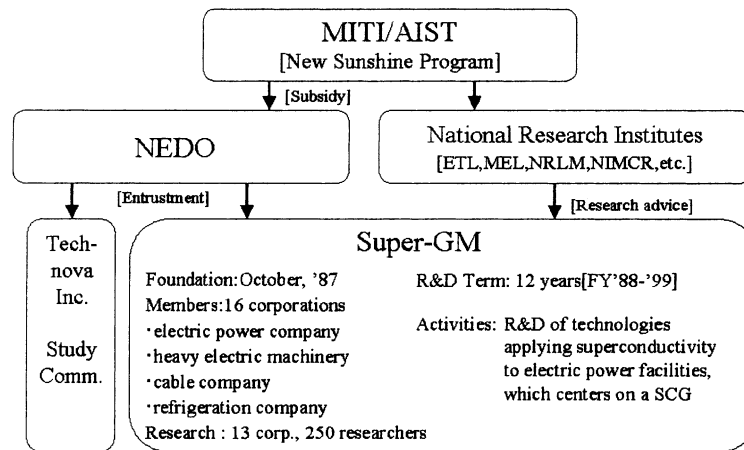 MITI/AIST
[New Sunshine Program]
[Subsidy]
NEDO
National Research Institutes
[ETL,MEL,NRLM,NIMCR,etc.]
[Entrustment]
[Research advice]
Tech-
nova
Inc.
Study
Comm.
Super-GM
Foundation:October, '87
Members:16 corporations
・electric power company
・heavy electric machinery
・cable company
・refrigeration company
Research : 13 corp., 250 researchers
R&D Term: 12 years[FY'88-'99]
Activities: R&D of technologies
applying superconductivity
to electric power facilities,
which centers on a SCG